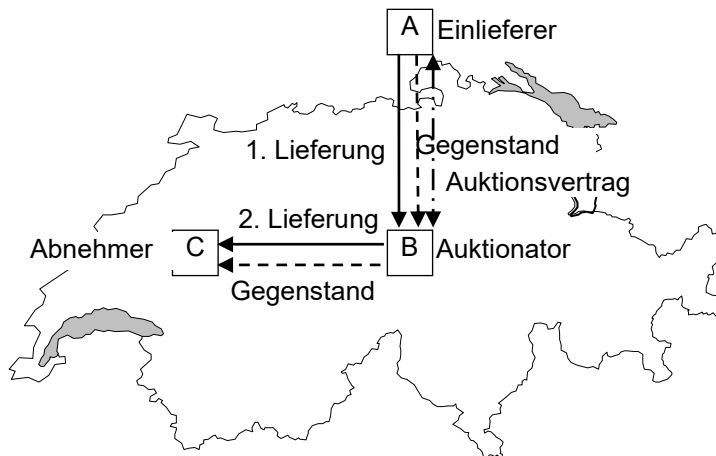 A Einlieferer
1. Lieferung
Gegenstand
Auktionsvertrag
2. Lieferung
Abnehmer C
B Auktionator
Gegenstand